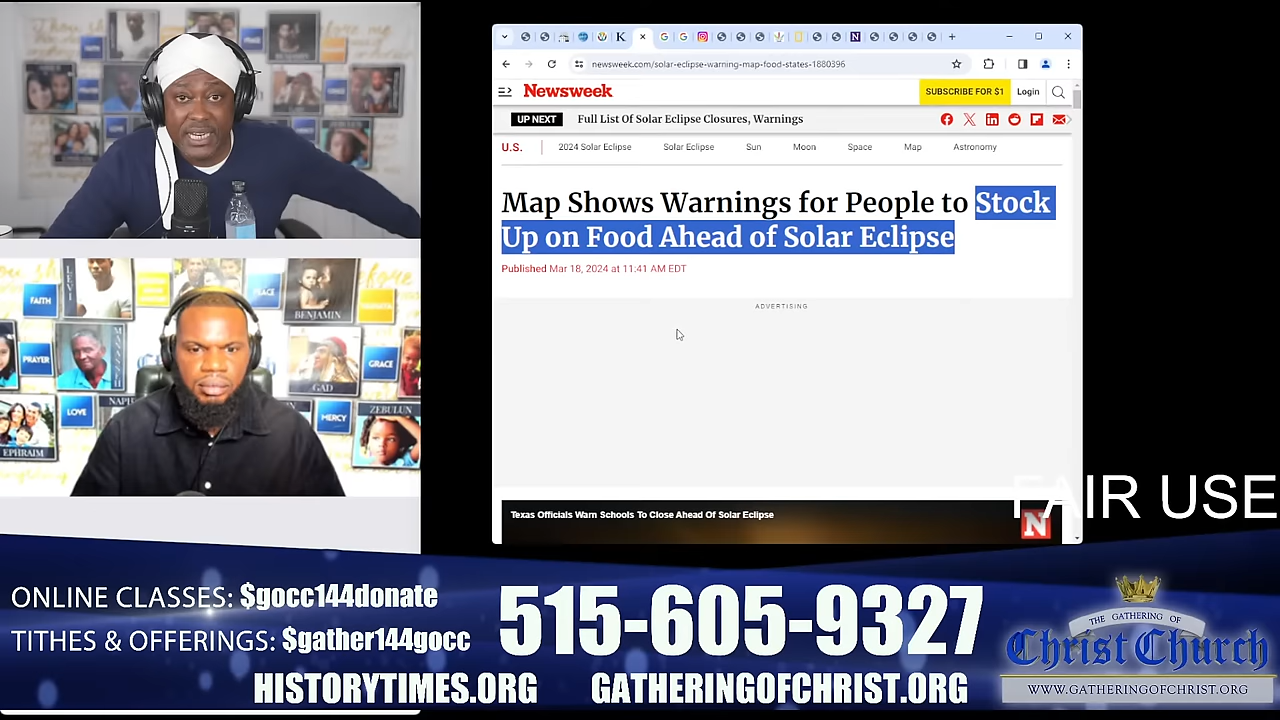 newsweek.com/solar-eclipse-warning-map-food-states-1880396
Newsweek
SUBSCRIBE FOR $1
Login
UP NEXT
Full List Of Solar Eclipse Closures, Warnings
U.S.
2024 Solar Eclipse
Solar Eclipse
Sun
Moon
Space
Map
Astronomy
Map Shows Warnings for People to Stock
Up on Food Ahead of Solar Eclipse
Published Mar 18, 2024 at 11:41 AM EDT
ADVERTISING
Texas Officials Warn Schools To Close Ahead Of Solar Eclipse
N
FAIR USE
FAITH
LEVI
PEACE
BENJAMIN
PRAYER
MANASSEH
GRACE
GAD
LOVE
NAPH
MERCY
ZEBULUN
EPHRAIM
ONLINE CLASSES: $gocc144donate
TITHES & OFFERINGS: $gather144gocc
515-605-9327
HISTORYTIMES.ORG
GATHERINGOFCHRIST.ORG
THE GATHERING OF
Christ Church
WWW.GATHERINGOFCHRIST.ORG